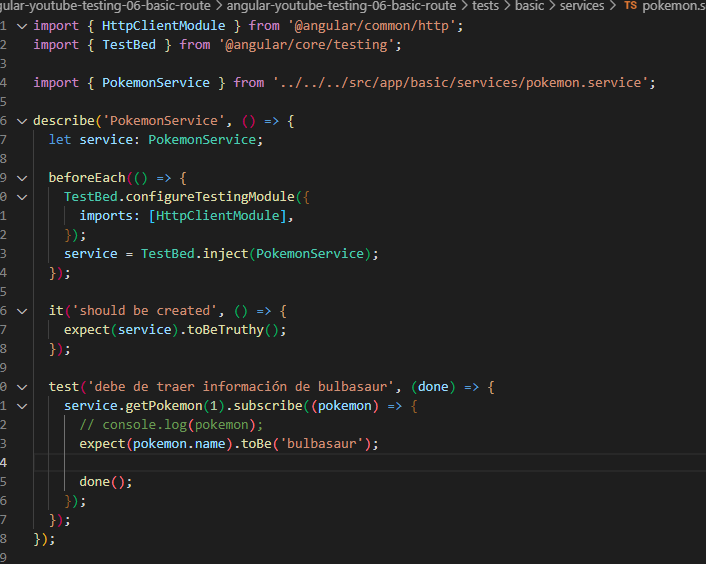 gular-youtube-testing-06-basic-route > angular-youtube-testing-06-basic-route > tests > basic > services > TS pokemon.s
1 import { HttpClientModule } from '@angular/common/http';
2 import { TestBed } from '@angular/core/testing';
3
4 import { PokemonService } from '../../../src/app/basic/services/pokemon.service';
5
6 describe('PokemonService', () => {
7   let service: PokemonService;
8
9   beforeEach(() => {
0     TestBed.configureTestingModule({
1       imports: [HttpClientModule],
2     });
3     service = TestBed.inject(PokemonService);
4   });
5
6   it('should be created', () => {
7     expect(service).toBeTruthy();
8   });
9
0   test('debe de traer información de bulbasaur', (done) => {
1     service.getPokemon(1).subscribe((pokemon) => {
2       // console.log(pokemon);
3       expect(pokemon.name).toBe('bulbasaur');
4
5       done();
6     });
7   });
8 });
9